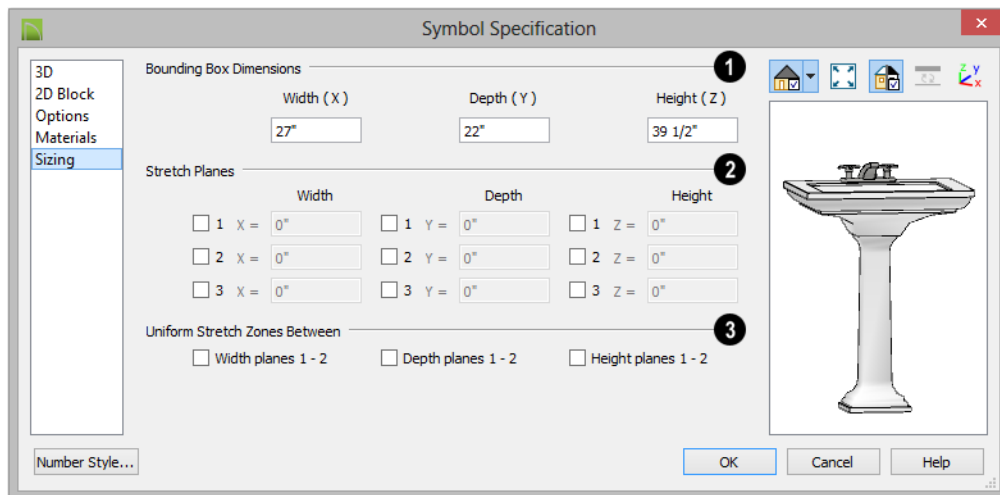 Symbol Specification
3D
2D Block
Options
Materials
Sizing
Bounding Box Dimensions 1
Width ( X ) Depth ( Y ) Height ( Z )
27" 22" 39 1/2"
Stretch Planes 2
Width Depth Height
1 X = 0" 1 Y = 0" 1 Z = 0"
2 X = 0" 2 Y = 0" 2 Z = 0"
3 X = 0" 3 Y = 0" 3 Z = 0"
Uniform Stretch Zones Between 3
Width planes 1 - 2 Depth planes 1 - 2 Height planes 1 - 2
z y x
Number Style... OK Cancel Help